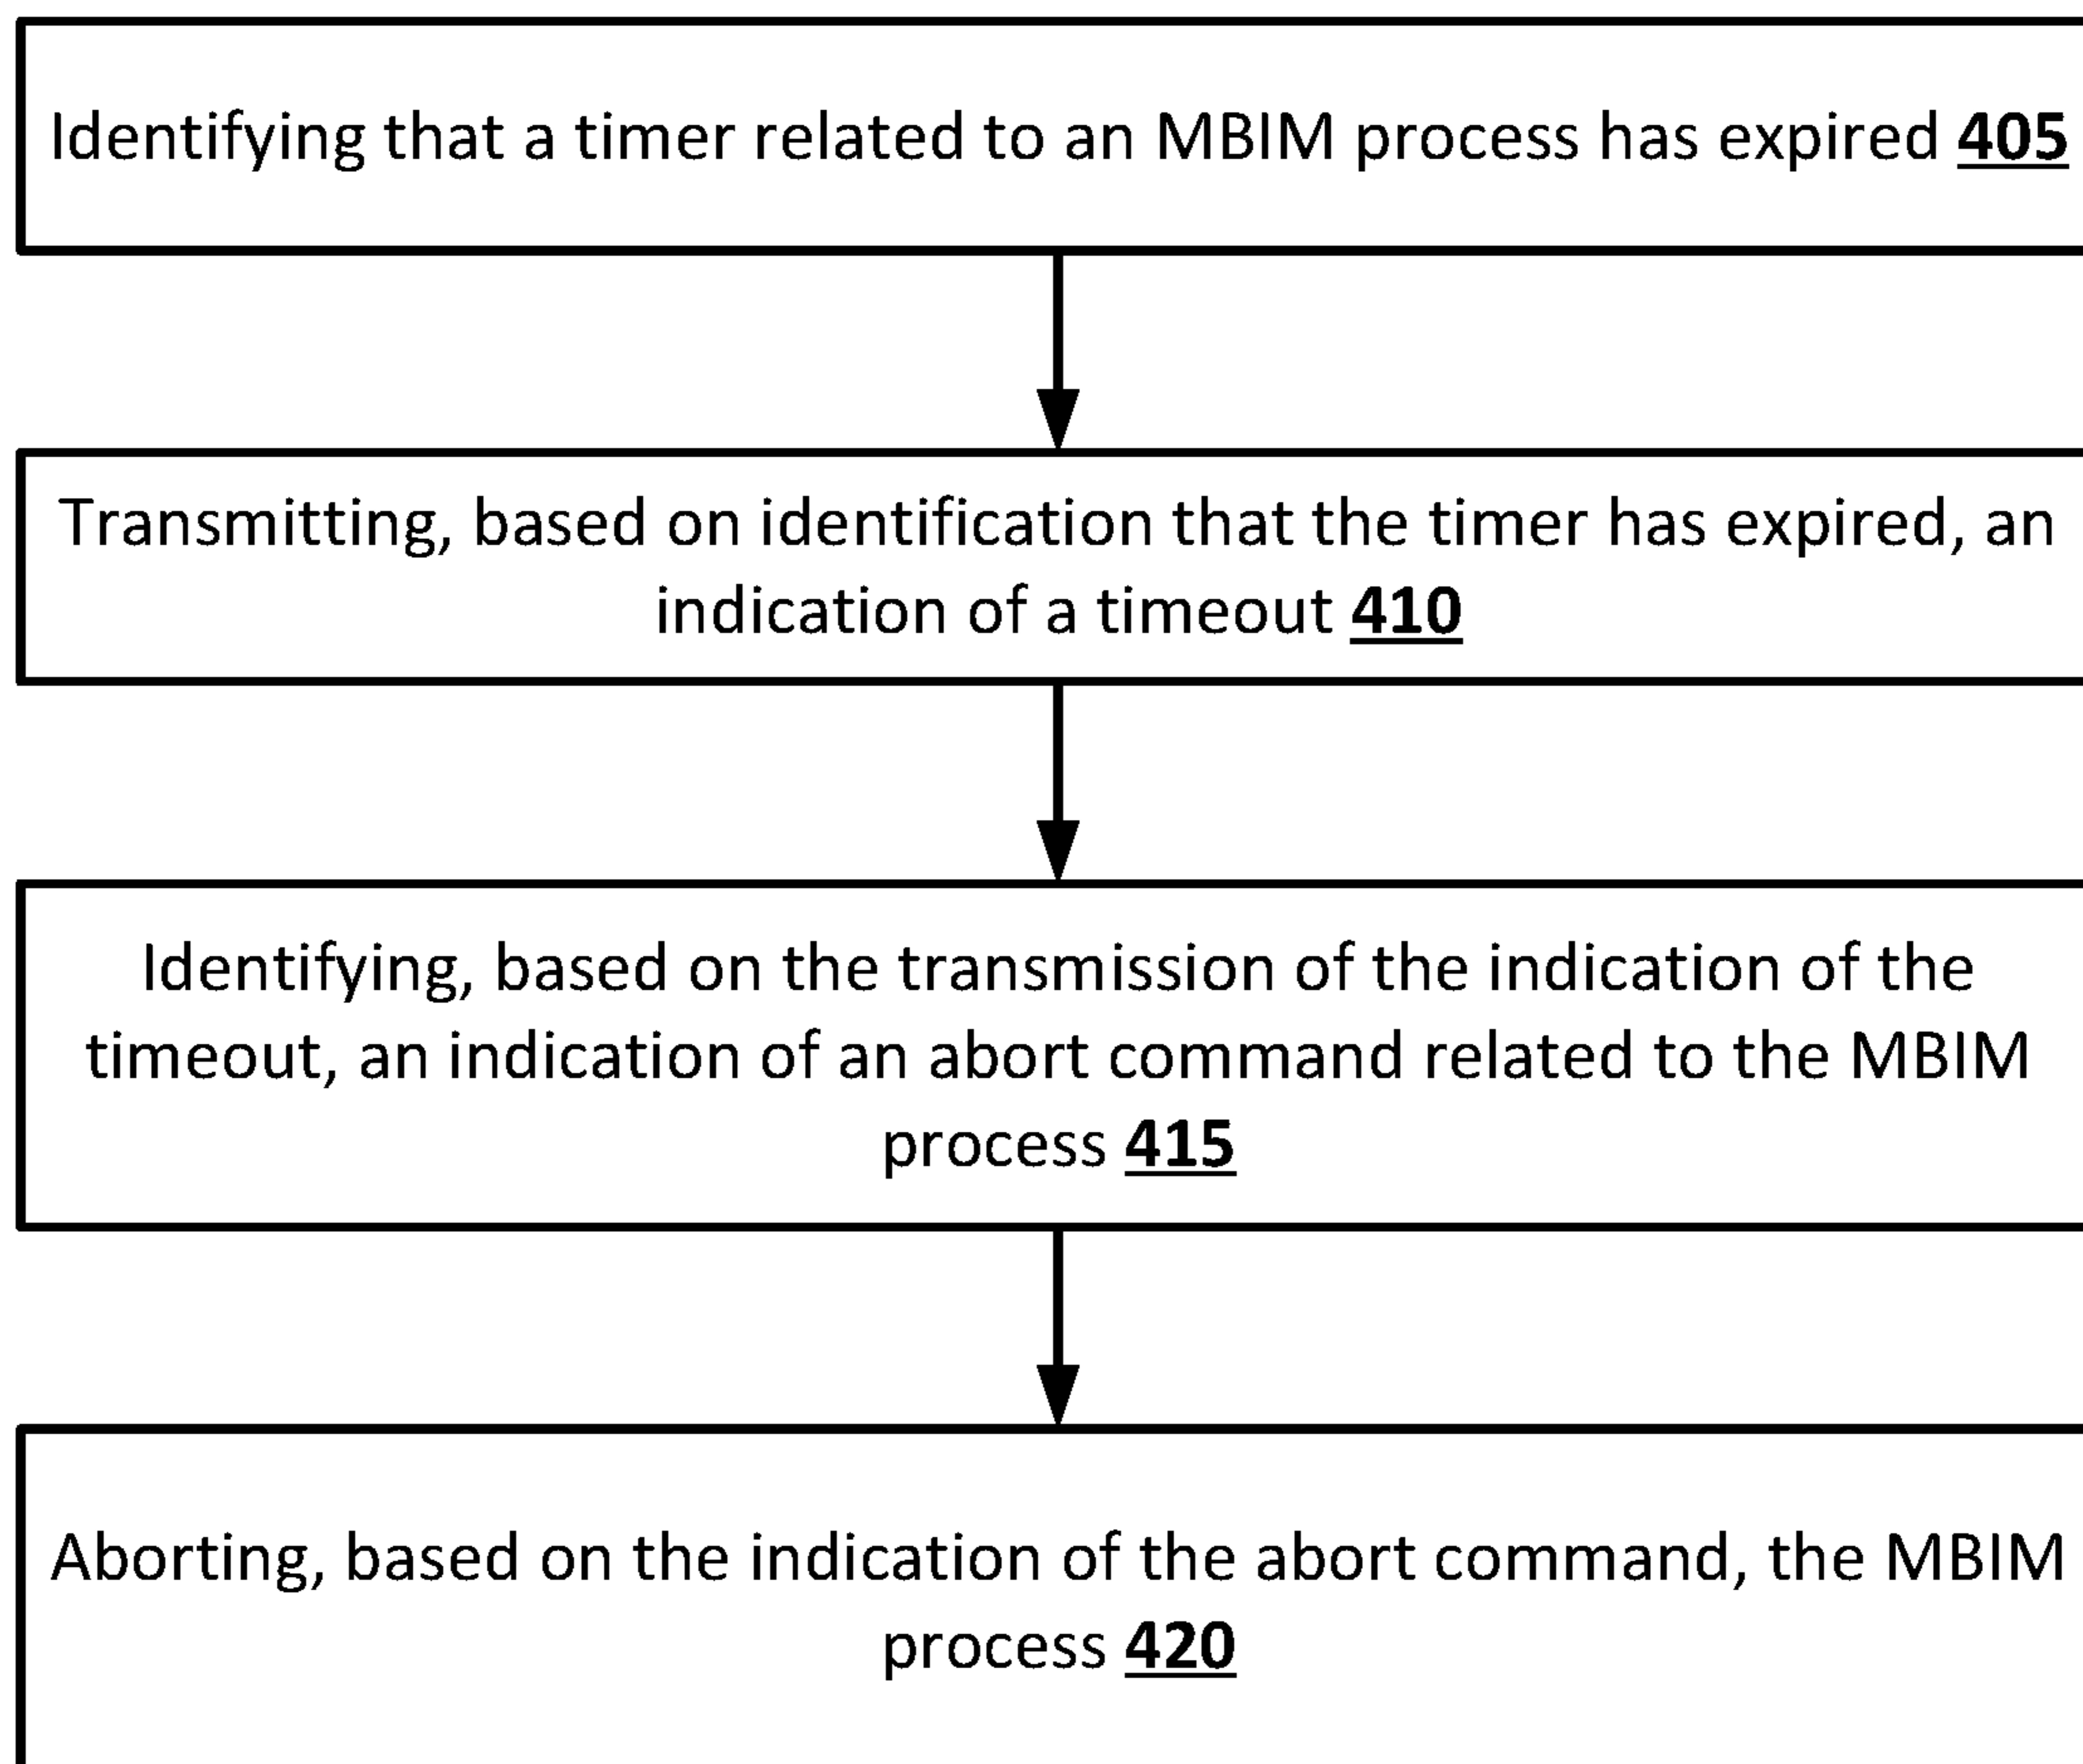 Identifying that a timer related to an MBIM process has expired 405
Transmitting, based on identification that the timer has expired, an
indication of a timeout 410
Identifying, based on the transmission of the indication of the
timeout, an indication of an abort command related to the MBIM
process 415
Aborting, based on the indication of the abort command, the MBIM
process 420